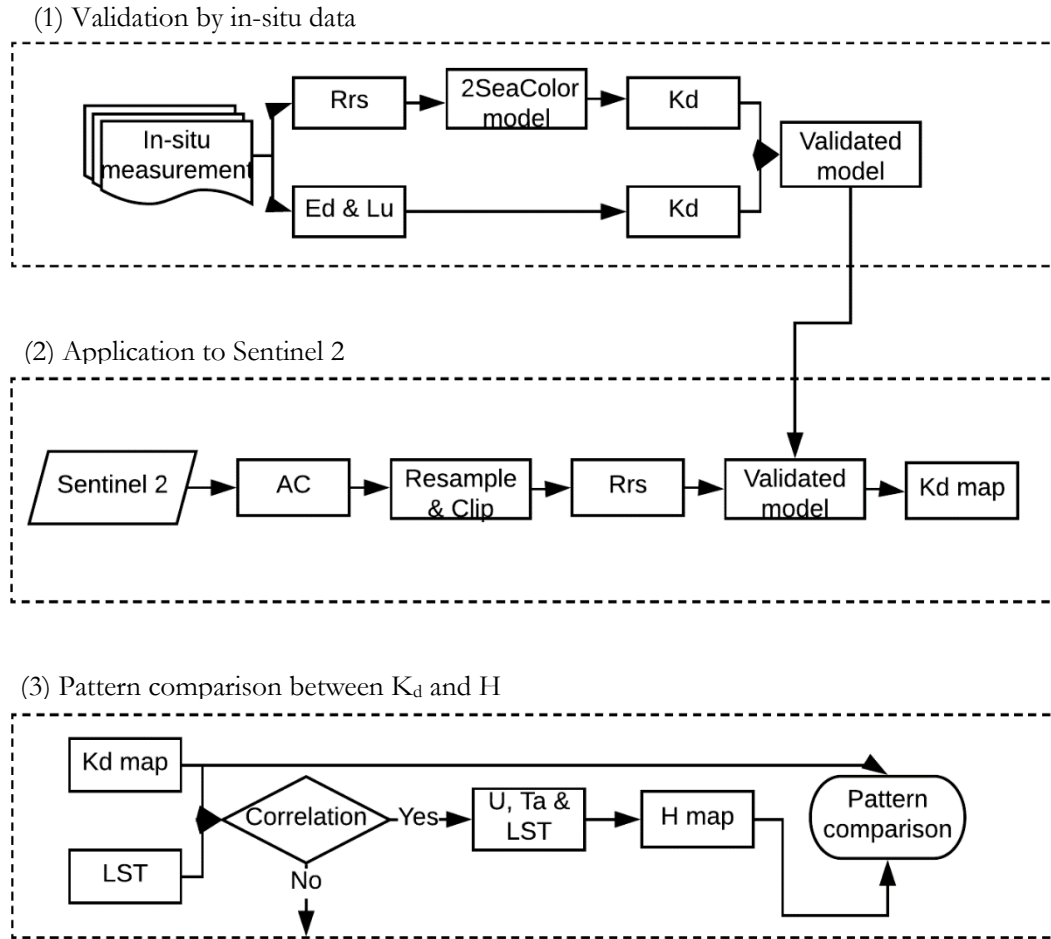 (1) Validation by in-situ data
In-situ
measurement
Rrs
2SeaColor
model
Kd
Ed & Lu
Kd
Validated
model
(2) Application to Sentinel 2
Sentinel 2
AC
Resample
& Clip
Rrs
Validated
model
Kd map
(3) Pattern comparison between Kd and H
Kd map
LST
Correlation
Yes
No
U, Ta &
LST
H map
Pattern
comparison